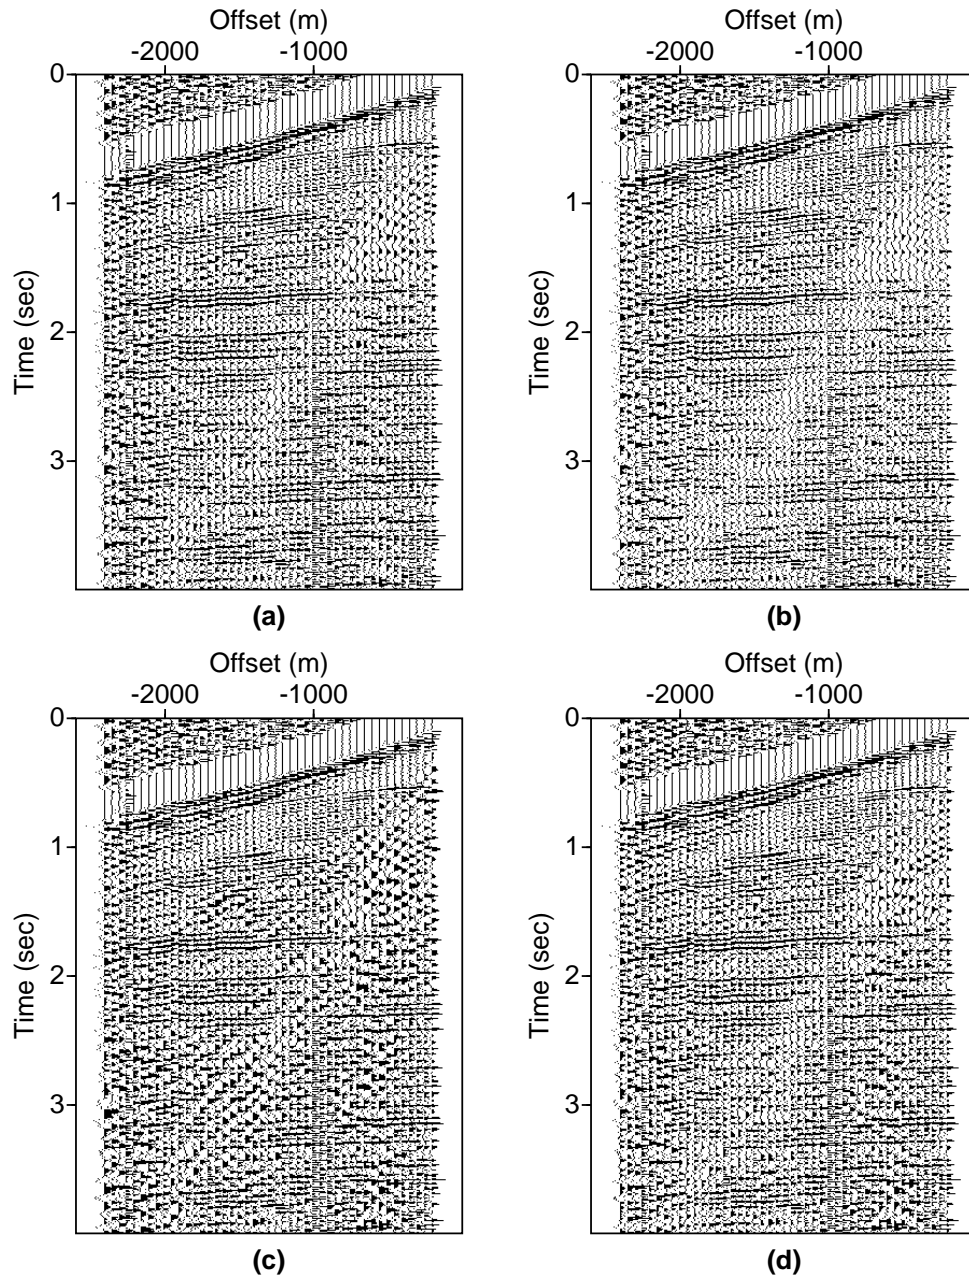 Offset (m)
-2000 -1000
0
1
2
3
Time (sec)
(a)
Offset (m)
-2000 -1000
0
1
2
3
Time (sec)
(b)
Offset (m)
-2000 -1000
0
1
2
3
Time (sec)
(c)
Offset (m)
-2000 -1000
0
1
2
3
Time (sec)
(d)